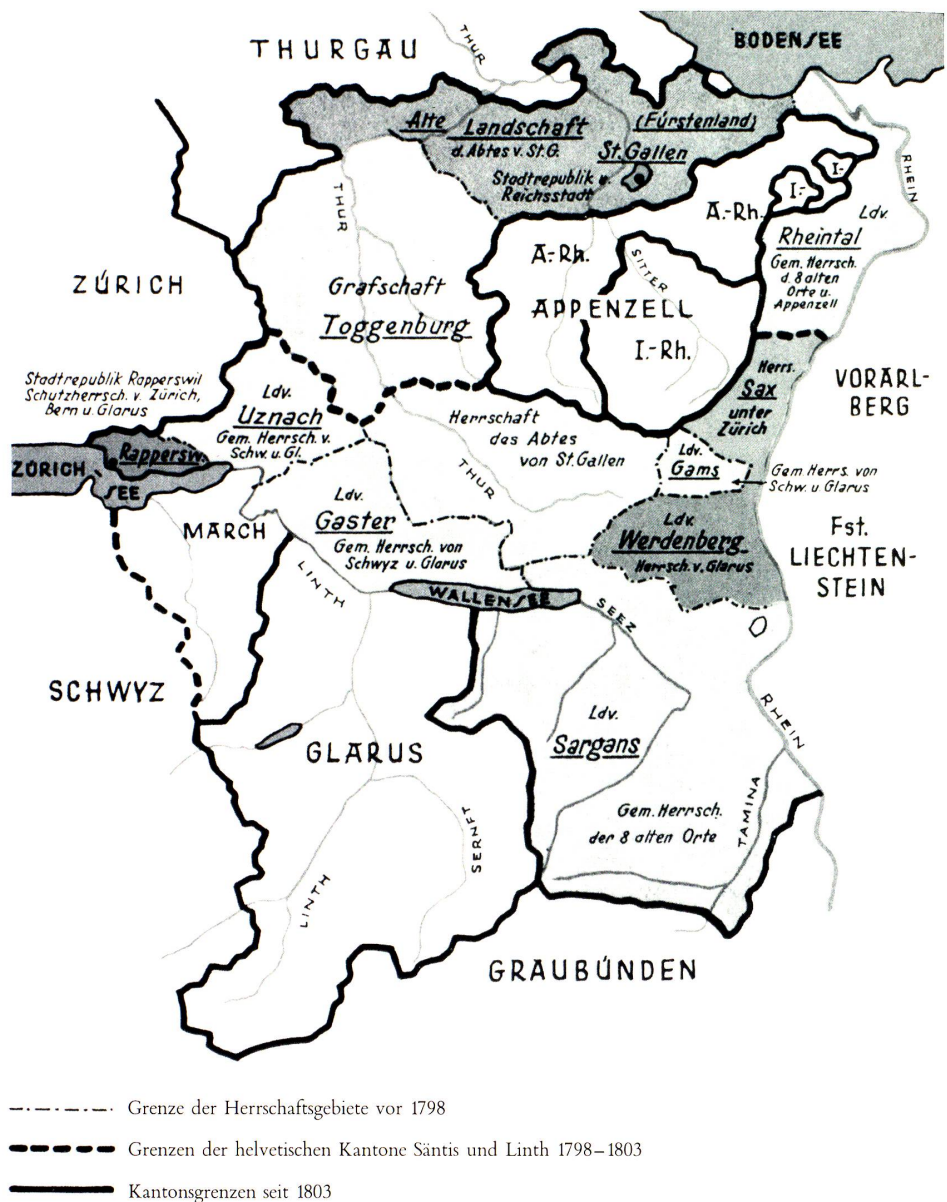 THURGAU
THUR
BODENSEE
Alte Landschaft
d. Abtes v. St. G.
(Fürstenland)
St. Gallen
Stadtrepublik u.
Reichsstadt
RHEIN
I.-
I.-
A.-Rh.
Ldv.
Rheintal
Gem. Herrsch.
d. 8 alten
Orte u.
Appenzell
THUR
ZÜRICH
Grafschaft
Toggenburg
A.-Rh.
SITTER
APPENZELL
I.-Rh.
Stadtrepublik Rapperswil
Schutzherrsch. v. Zürich,
Bern u. Glarus
Ldv.
Uznach
Gem. Herrsch. v.
Schw. u. Gl.
Herrs.
Sax
unter
Zürich
VORARL-
BERG
Herrschaft
des Abtes
von St. Gallen
THUR
Ldv.
Gams
Gem Herrs. von
Schw. u. Glarus
ZÜRICH
SEE
Rappersw.
MARCH
Ldv.
Gaster
Gem. Herrsch. von
Schwyz u. Glarus
Ldv.
Werdenberg
Herrsch. v. Glarus
Fst.
LIECHTEN-
STEIN
LINTH
WALLENSEE
SEEZ
SCHWYZ
GLARUS
Ldv.
Sargans
RHEIN
Gem. Herrsch.
der 8 alten Orte
TAMINA
SERNFT
LINTH
GRAUBÜNDEN
Grenze der Herrschaftsgebiete vor 1798
Grenzen der helvetischen Kantone Säntis und Linth 1798–1803
Kantonsgrenzen seit 1803